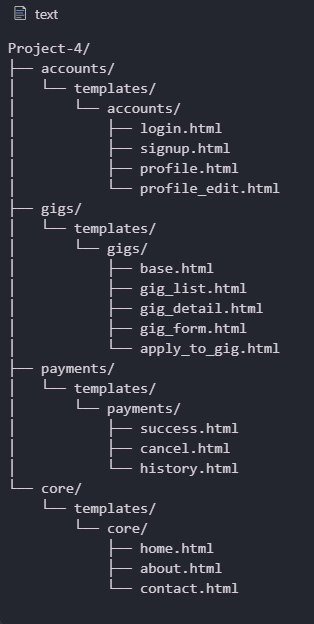 text
Project-4/
├── accounts/
│   └── templates/
│       └── accounts/
│           ├── login.html
│           ├── signup.html
│           ├── profile.html
│           └── profile_edit.html
├── gigs/
│   └── templates/
│       └── gigs/
│           ├── base.html
│           ├── gig_list.html
│           ├── gig_detail.html
│           ├── gig_form.html
│           └── apply_to_gig.html
├── payments/
│   └── templates/
│       └── payments/
│           ├── success.html
│           ├── cancel.html
│           └── history.html
└── core/
    └── templates/
        └── core/
            ├── home.html
            ├── about.html
            └── contact.html